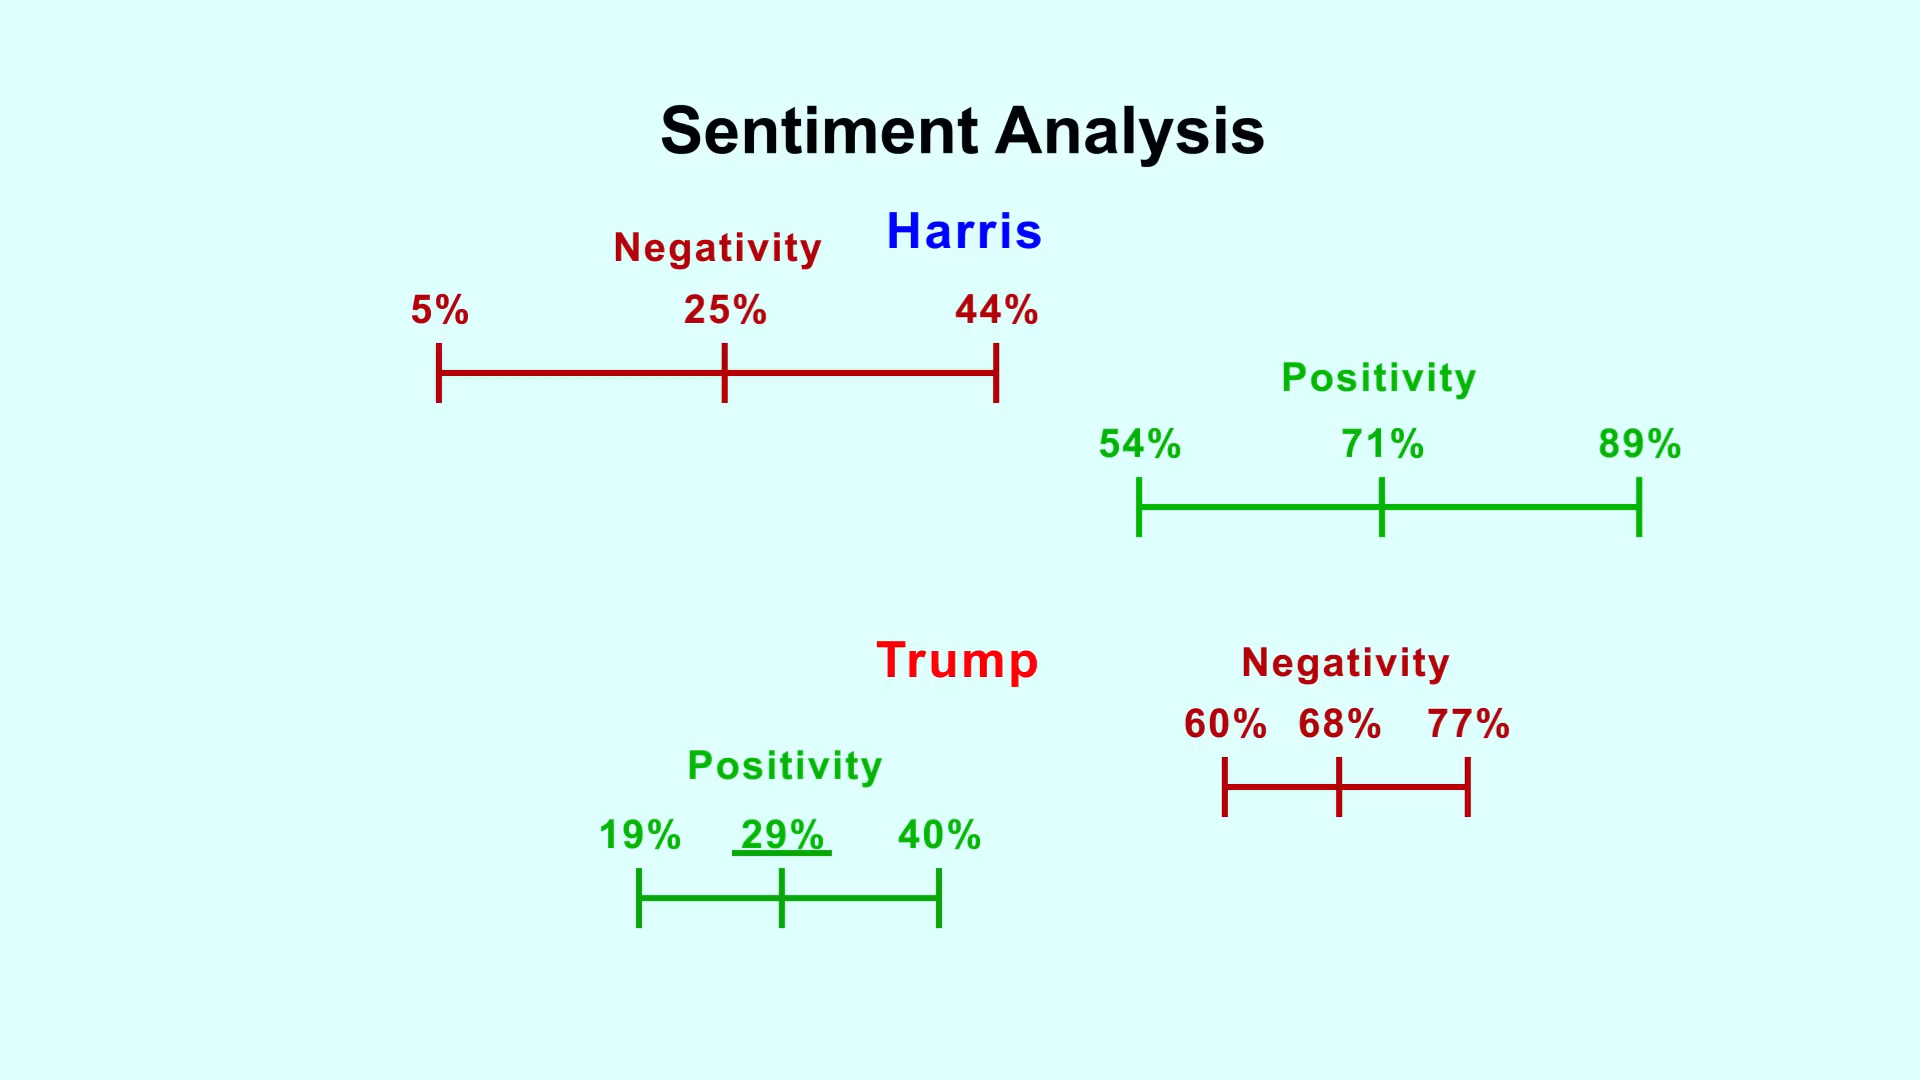 Sentiment Analysis
Harris
Negativity
5% 25% 44%
Positivity
54% 71% 89%
Trump
Negativity
60% 68% 77%
Positivity
19% 29% 40%